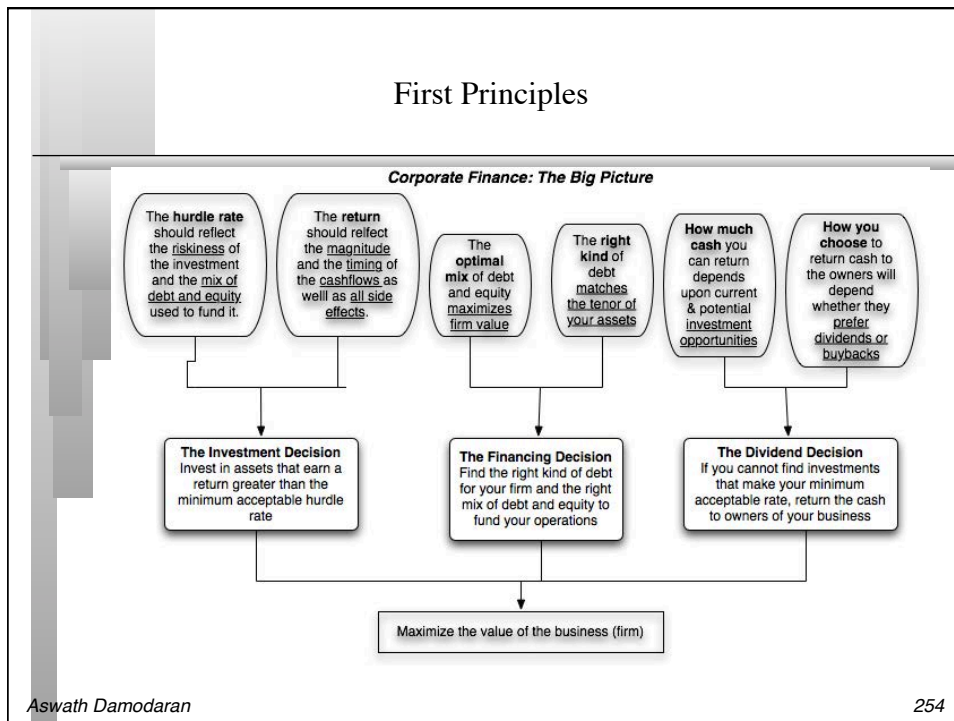 First Principles
Corporate Finance: The Big Picture
The hurdle rate
should reflect
the riskiness of
the investment
and the mix of
debt and equity
used to fund it.
The return
should relfect
the magnitude
and the timing of
the cashflows as
welll as all side
effects.
The
optimal
mix of debt
and equity
maximizes
firm value
The right
kind of
debt
matches
the tenor of
your assets
How much
cash you
can return
depends
upon current
& potential
investment
opportunities
How you
choose to
return cash to
the owners will
depend
whether they
prefer
dividends or
buybacks
The Investment Decision
Invest in assets that earn a
return greater than the
minimum acceptable hurdle
rate
The Financing Decision
Find the right kind of debt
for your firm and the right
mix of debt and equity to
fund your operations
The Dividend Decision
If you cannot find investments
that make your minimum
acceptable rate, return the cash
to owners of your business
Maximize the value of the business (firm)
Aswath Damodaran
254